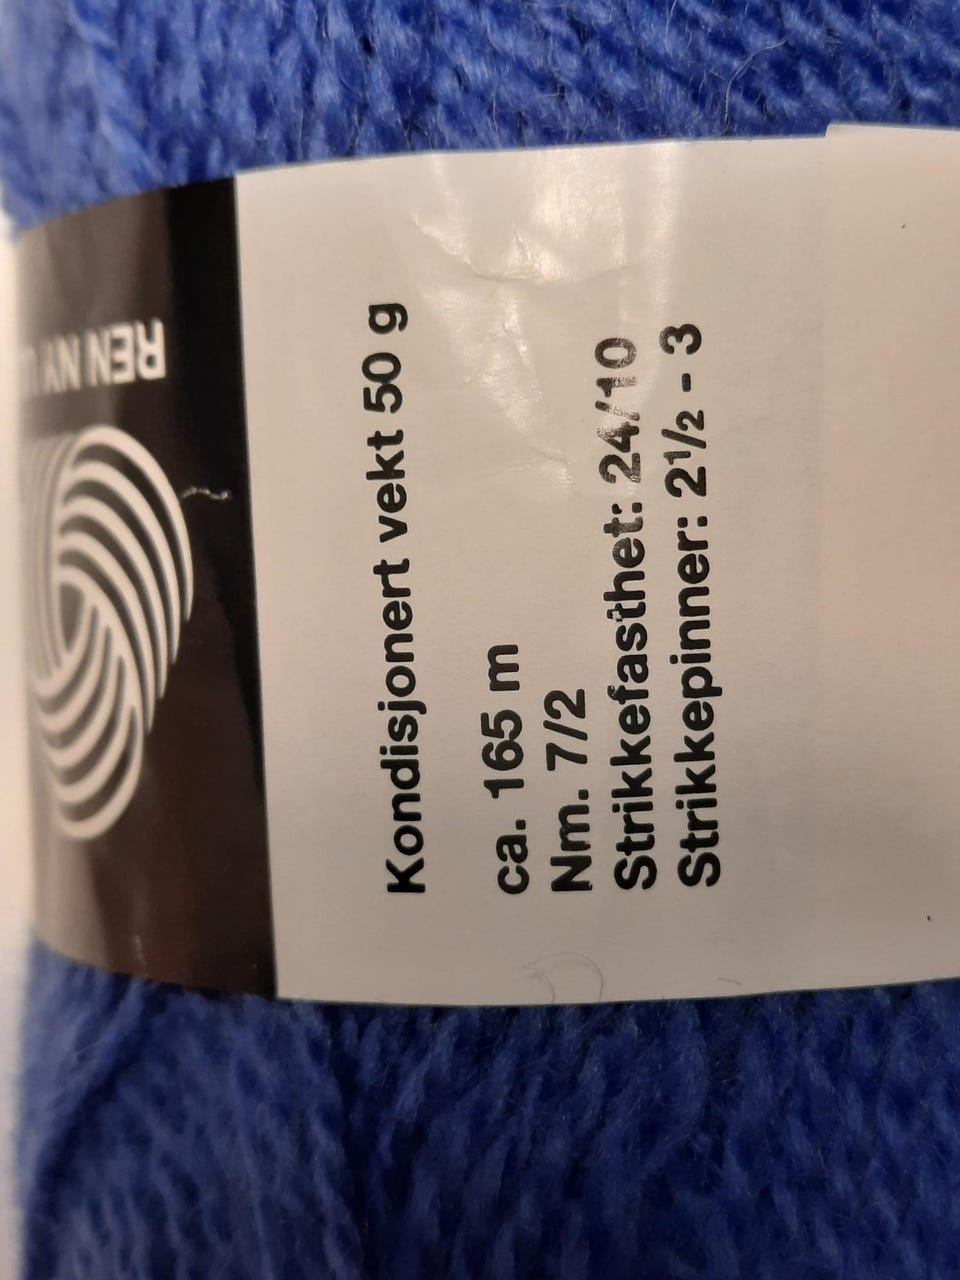 REN NY
Kondisjonert vekt 50 g
ca. 165 m
Nm. 7/2
Strikkefasthet: 24/10
Strikkepinner: 2½ - 3